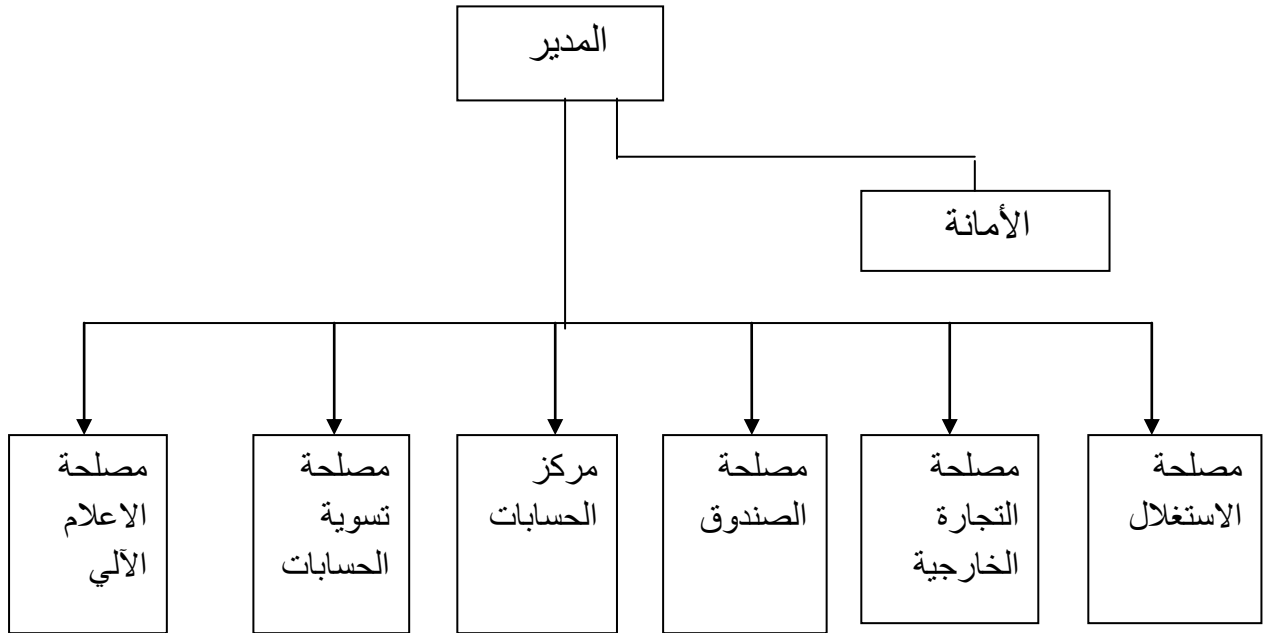 المدير
الأمانة
مصلحة
الاستغلال
مصلحة
التجارة
الخارجية
مصلحة
الصندوق
مركز
الحسابات
مصلحة
تسوية
الحسابات
مصلحة
الاعلام
الآلي